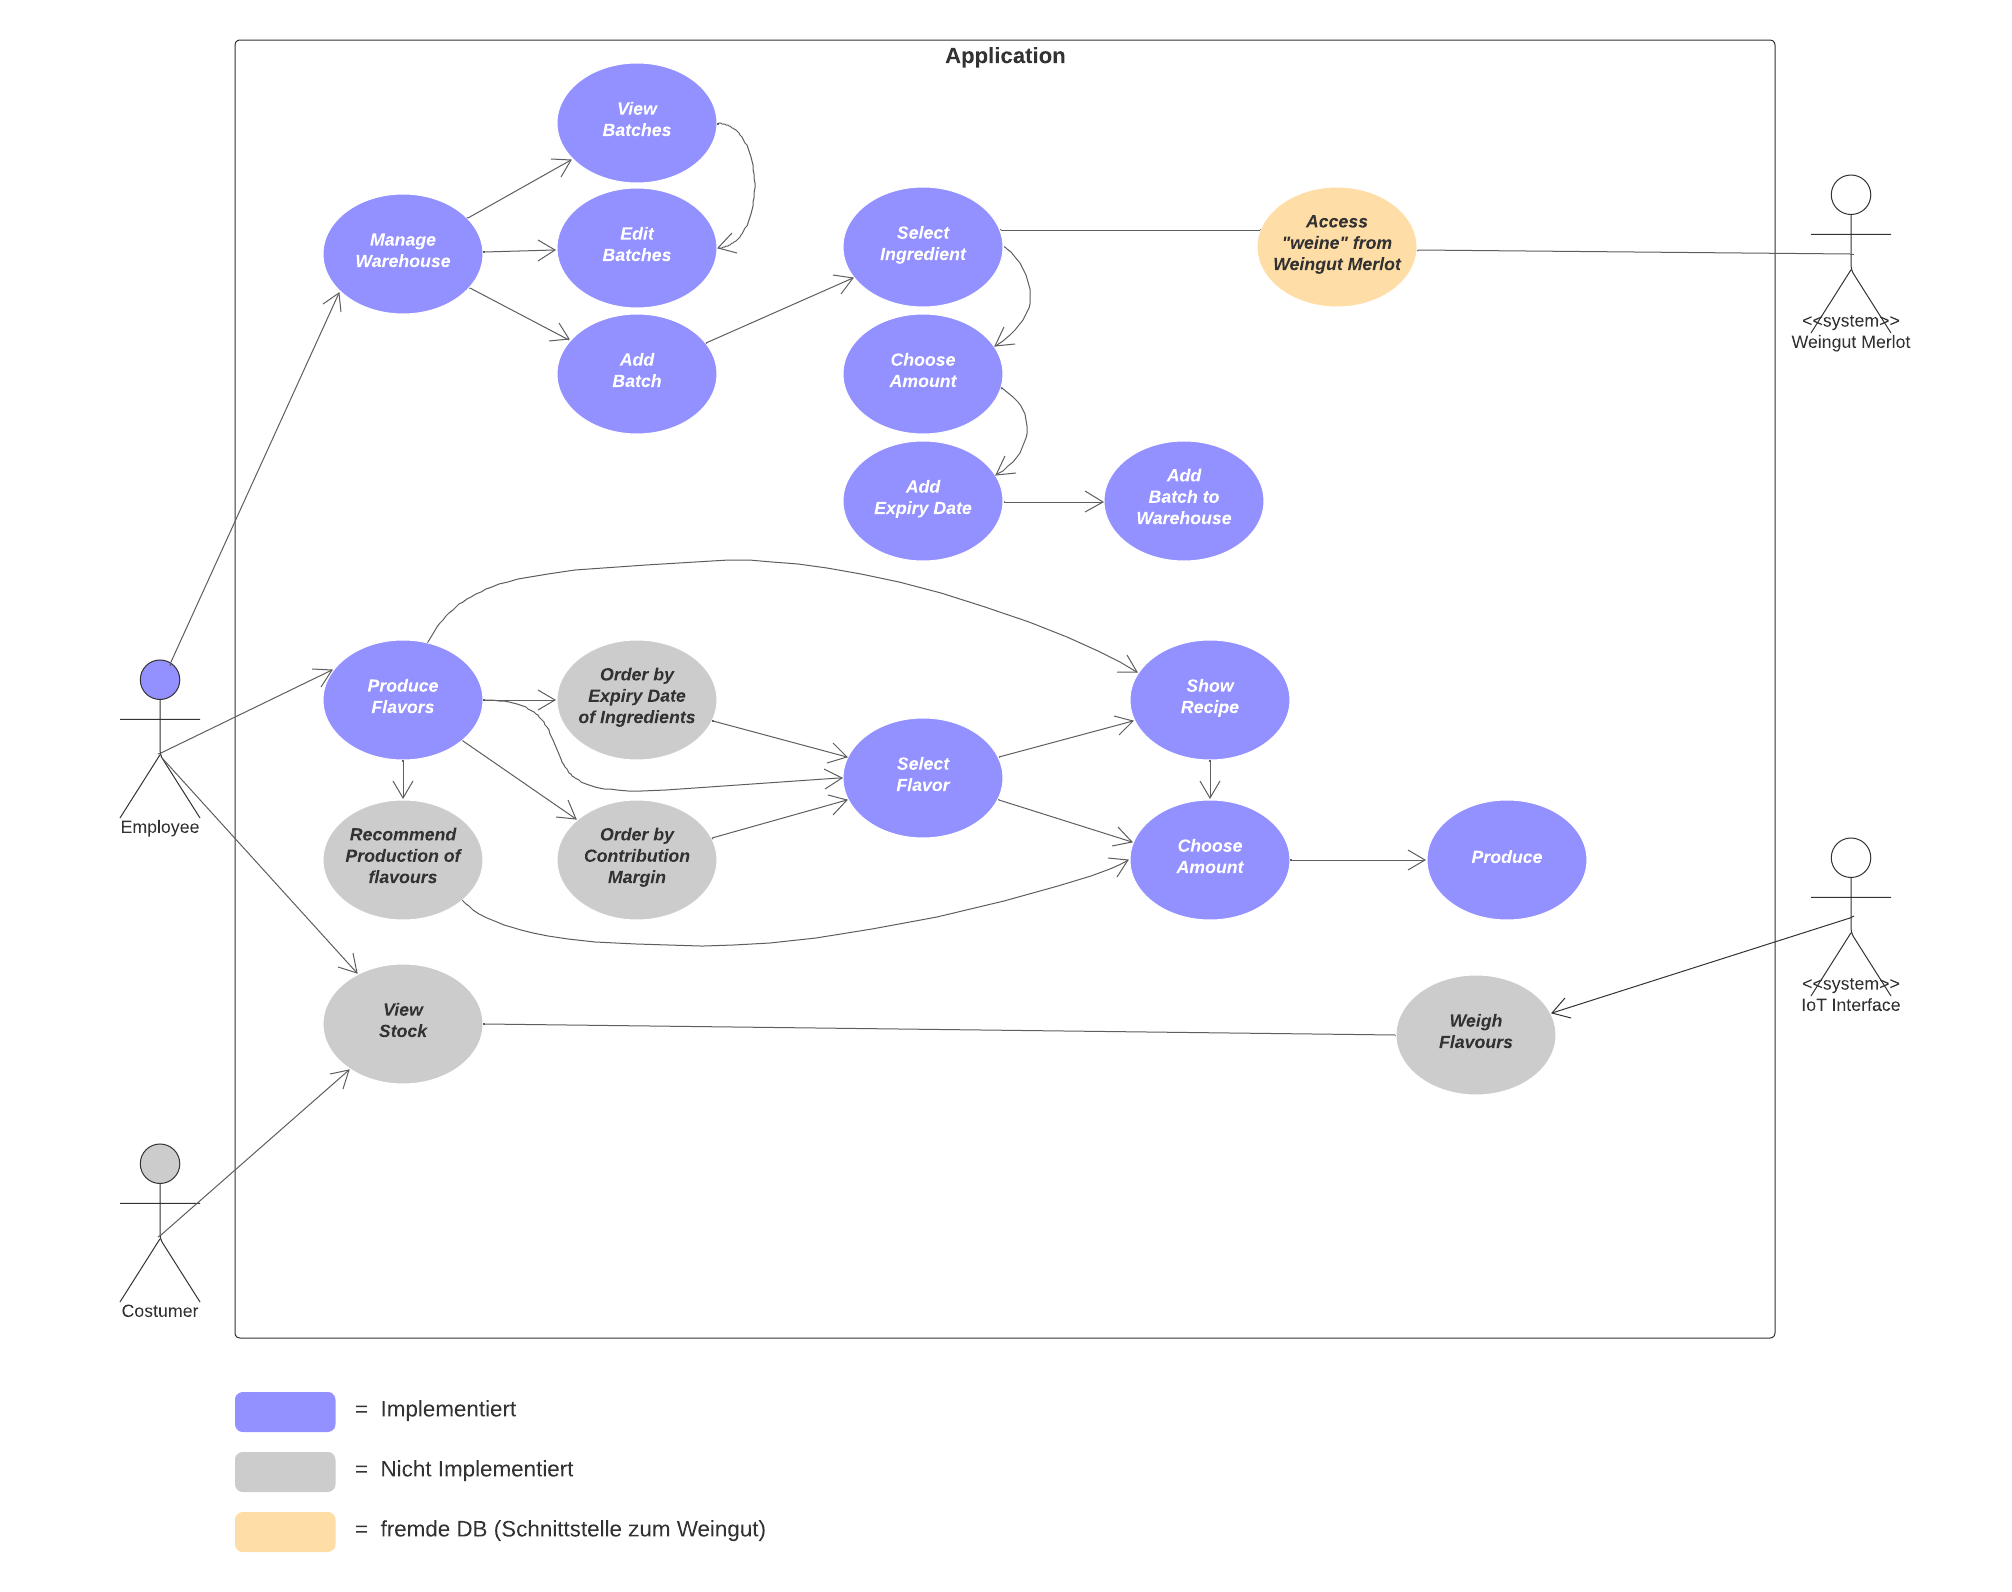 Application
View
Batches
Manage
Warehouse
Edit
Batches
Add
Batch
Select
Ingredient
Access
"weine" from
Weingut Merlot
<<system>>
Weingut Merlot
Choose
Amount
Add
Expiry Date
Add
Batch to
Warehouse
Employee
Produce
Flavors
Order by
Expiry Date
of Ingredients
Select
Flavor
Show
Recipe
Recommend
Production of
flavours
Order by
Contribution
Margin
Choose
Amount
Produce
View
Stock
Weigh
Flavours
<<system>>
IoT Interface
Costumer
= Implementiert
= Nicht Implementiert
= fremde DB (Schnittstelle zum Weingut)